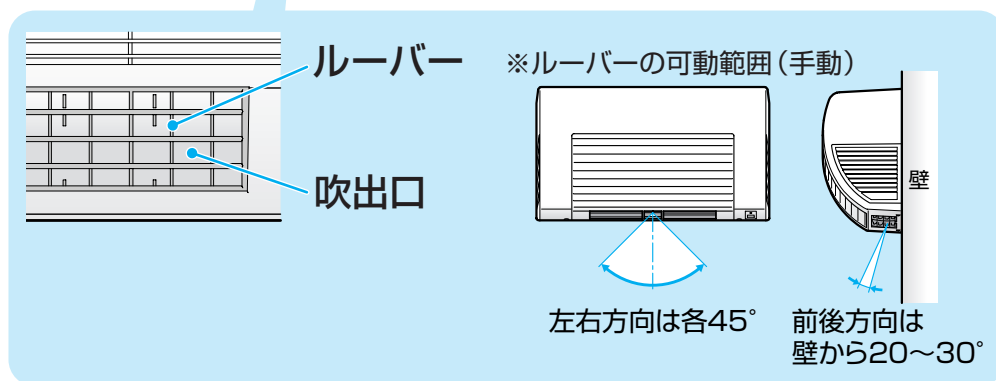 ルーバー
吹出口
※ルーバーの可動範囲(手動)
壁
左右方向は各45°
前後方向は
壁から20〜30°